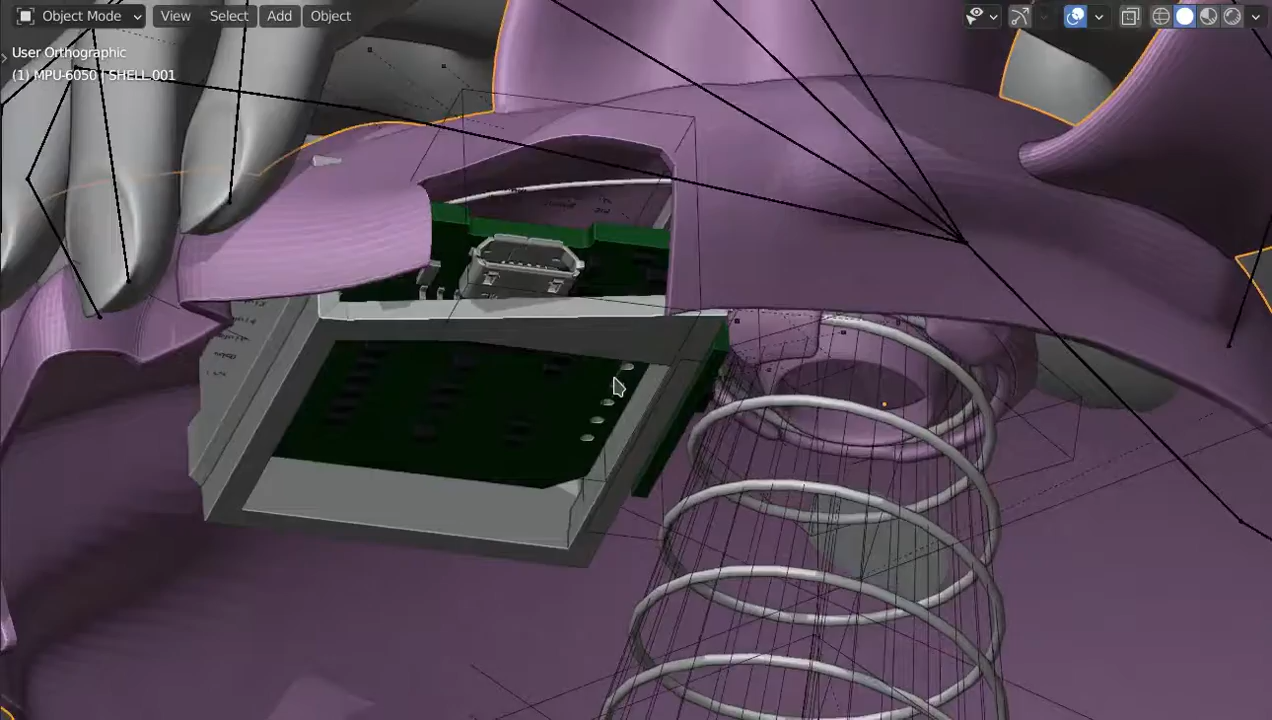 Object Mode View Select Add Object
User Orthographic
(1) MPU-6050 | SHELL.001